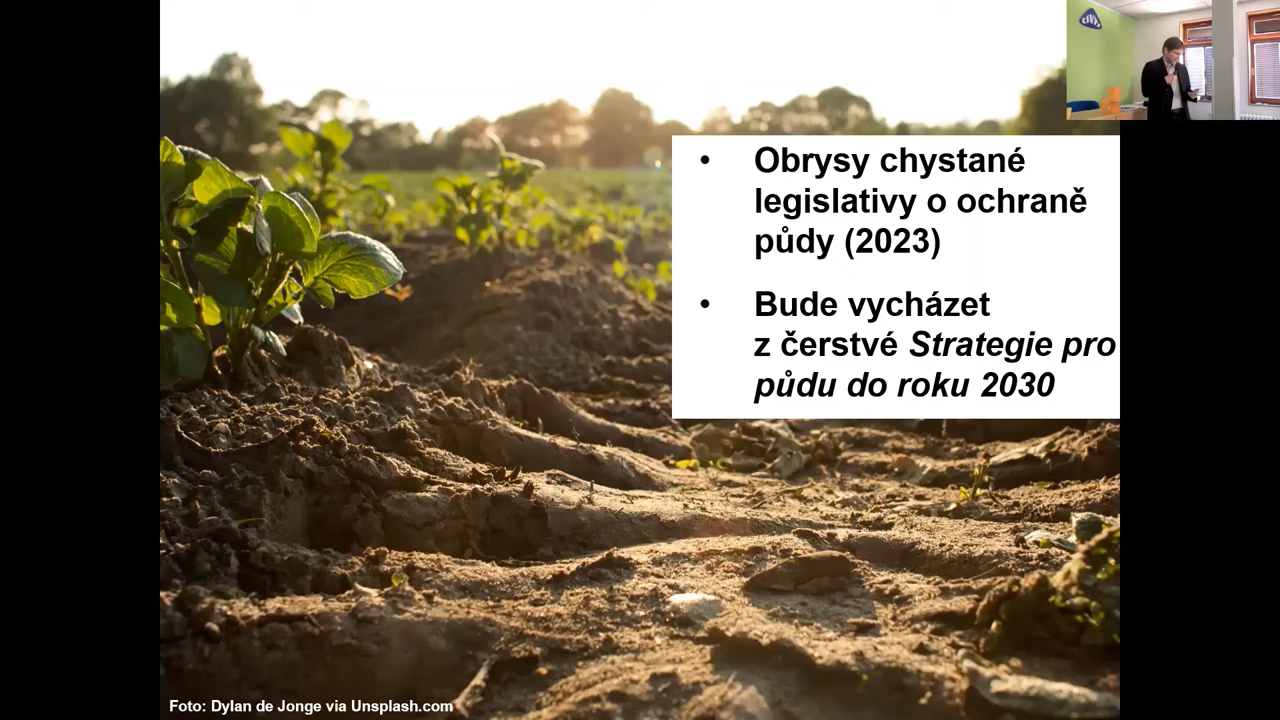 • Obrysy chystané
legislativy o ochraně
půdy (2023)
• Bude vycházet
z čerstvé Strategie pro
půdu do roku 2030
Foto: Dylan de Jonge via Unsplash.com